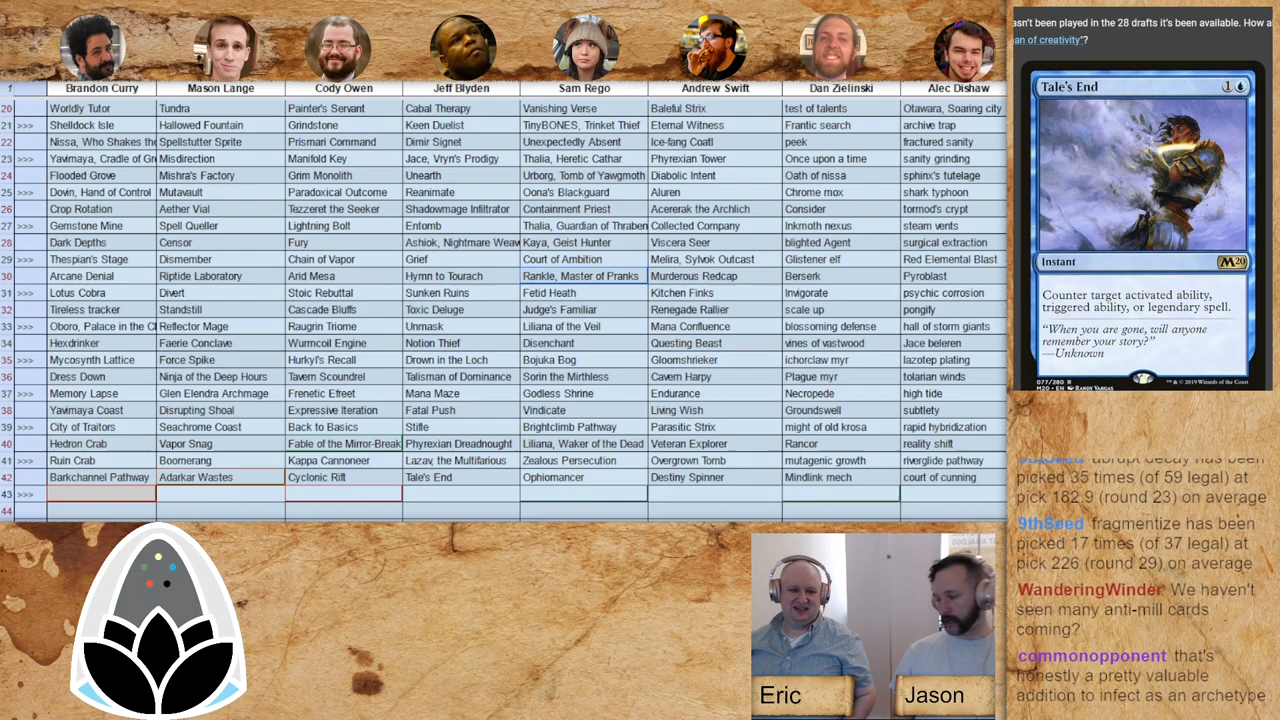 asn't been played in the 28 drafts it's been available. How a
an of creativity"?
Brandon Curry Mason Lange Cody Owen Jeff Blyden Sam Rego Andrew Swift Dan Zielinski Alec Dishaw
1
20 Worldly Tutor Tundra Painter's Servant Cabal Therapy Vanishing Verse Baleful Strix test of talents Otawara, Soaring city
21 >>> Shelldock Isle Hallowed Fountain Grindstone Keen Duelist TinyBONES, Trinket Thief Eternal Witness Frantic search archive trap
22 Nissa, Who Shakes the Spellstutter Sprite Prismari Command Dimir Signet Unexpectedly Absent Ice-fang Coatl peek fractured sanity
23 >>> Yavimaya, Cradle of Gr Misdirection Manifold Key Jace, Vryn's Prodigy Thalia, Heretic Cathar Phyrexian Tower Once upon a time sanity grinding
24 Flooded Grove Mishra's Factory Grim Monolith Unearth Urborg, Tomb of Yawgmoth Diabolic Intent Oath of nissa sphinx's tutelage
25 >>> Dovin, Hand of Control Mutavault Paradoxical Outcome Reanimate Oona's Blackguard Aluren Chrome mox shark typhoon
26 Crop Rotation Aether Vial Tezzeret the Seeker Shadowmage Infiltrator Containment Priest Acererak the Archlich Consider tormod's crypt
27 >>> Gemstone Mine Spell Queller Lightning Bolt Entomb Thalia, Guardian of Thraben Collected Company Inkmoth nexus steam vents
28 Dark Depths Censor Fury Ashiok, Nightmare Weav Kaya, Geist Hunter Viscera Seer blighted Agent surgical extraction
29 >>> Thespian's Stage Dismember Chain of Vapor Grief Court of Ambition Melira, Sylvok Outcast Glistener elf Red Elemental Blast
30 Arcane Denial Riptide Laboratory Arid Mesa Hymn to Tourach Rankle, Master of Pranks Murderous Redcap Berserk Pyroblast
31 >>> Lotus Cobra Divert Stoic Rebuttal Sunken Ruins Fetid Heath Kitchen Finks Invigorate psychic corrosion
32 Tireless tracker Standstill Cascade Bluffs Toxic Deluge Judge's Familiar Renegade Rallier scale up pongify
33 >>> Oboro, Palace in the Cl Reflector Mage Raugrin Triome Unmask Liliana of the Veil Mana Confluence blossoming defense hall of storm giants
34 Hexdrinker Faerie Conclave Wurmcoil Engine Notion Thief Disenchant Questing Beast vines of vastwood Jace beleren
35 >>> Mycosynth Lattice Force Spike Hurkyl's Recall Drown in the Loch Bojuka Bog Gloomshrieker ichorclaw myr lazotep plating
36 Dress Down Ninja of the Deep Hours Tavern Scoundrel Talisman of Dominance Sorin the Mirthless Cavern Harpy Plague myr tolarian winds
37 >>> Memory Lapse Glen Elendra Archmage Frenetic Efreet Mana Maze Godless Shrine Endurance Necropede high tide
38 Yavimaya Coast Disrupting Shoal Expressive Iteration Fatal Push Vindicate Living Wish Groundswell subtlety
39 >>> City of Traitors Seachrome Coast Back to Basics Stifle Brightclimb Pathway Parasitic Strix might of old krosa rapid hybridization
40 Hedron Crab Vapor Snag Fable of the Mirror-Break Phyrexian Dreadnought Liliana, Waker of the Dead Veteran Explorer Rancor reality shift
41 >>> Ruin Crab Boomerang Kappa Cannoneer Lazav, the Multifarious Zealous Persecution Overgrown Tomb mutagenic growth riverglide pathway
42 Barkchannel Pathway Adarkar Wastes Cyclonic Rift Tale's End Ophiomancer Destiny Spinner Mindlink mech court of cunning
43 >>>
44
Tale's End 1
Instant M20
Counter target activated ability,
triggered ability, or legendary spell.
"When you are gone, will anyone
remember your story?"
—Unknown
077/280 R
M20 • EN RANDY VARGAS
™ & © 2019 Wizards of the Coast
abrupt decay has been
picked 35 times (of 59 legal) at
pick 182.9 (round 23) on average
9thSeed fragmentize has been
picked 17 times (of 37 legal) at
pick 226 (round 29) on average
WanderingWinder We haven't
seen many anti-mill cards
coming?
commonopponent that's
honestly a pretty valuable
addition to infect as an archetype
Eric
Jason